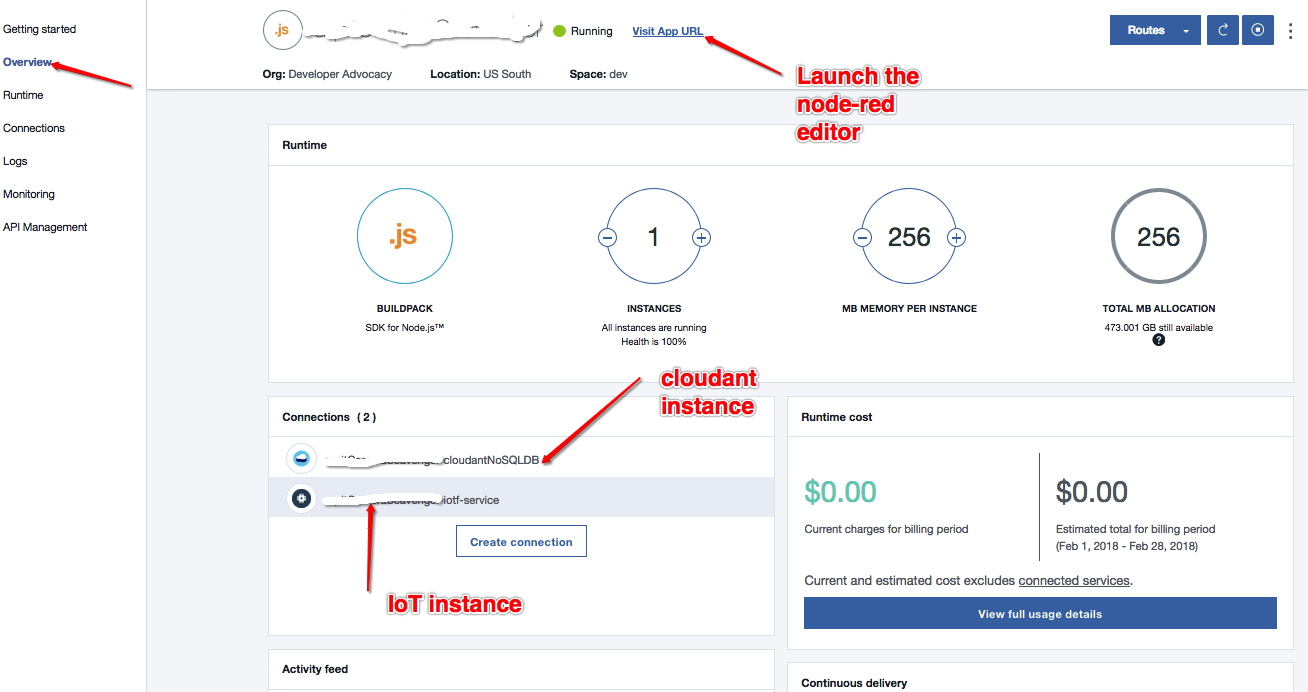 Getting started
Overview
Runtime
Connections
Logs
Monitoring
API Management
.js
Running
Visit App URL
Routes
Org: Developer Advocacy
Location: US South
Space: dev
Launch the
node-red
editor
Runtime
.js
1
256
256
BUILDPACK
INSTANCES
MB MEMORY PER INSTANCE
TOTAL MB ALLOCATION
SDK for Node.js™
All instances are running
Health is 100%
473.001 GB still available
?
cloudant
instance
Connections (2)
cloudantNoSQLDB
iotf-service
Create connection
IoT instance
Runtime cost
$0.00
Current charges for billing period
$0.00
Estimated total for billing period
(Feb 1, 2018 - Feb 28, 2018)
Current and estimated cost excludes connected services.
View full usage details
Activity feed
Continuous delivery